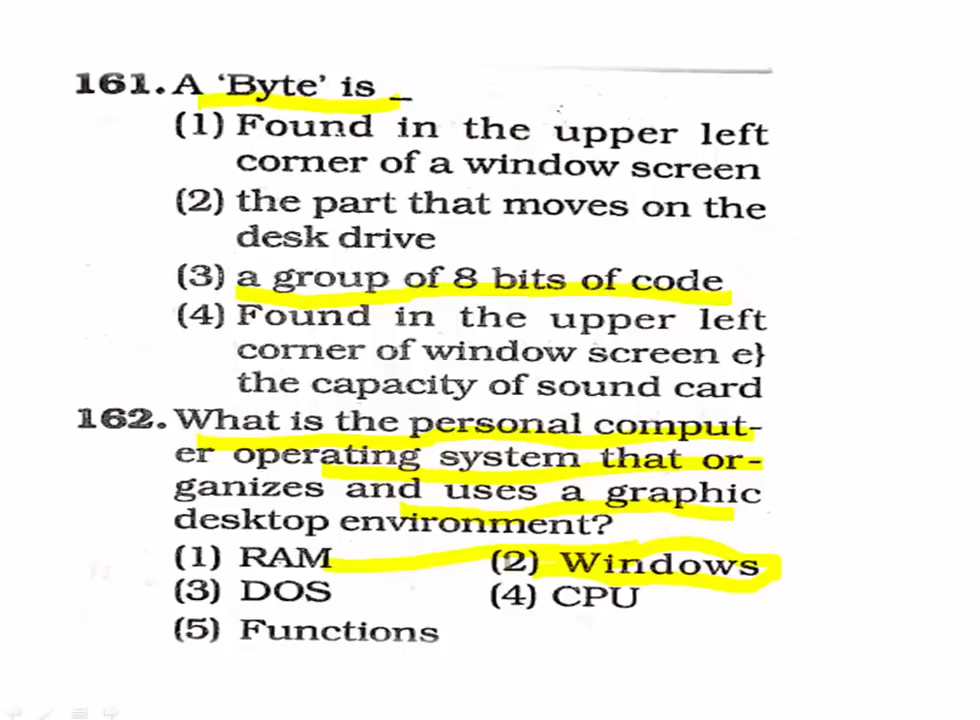 161. A 'Byte' is _
(1) Found in the upper left
corner of a window screen
(2) the part that moves on the
desk drive
(3) a group of 8 bits of code
(4) Found in the upper left
corner of window screen e}
the capacity of sound card
162. What is the personal comput-
er operating system that or-
ganizes and uses a graphic
desktop environment?
(1) RAM (2) Windows
(3) DOS (4) CPU
(5) Functions